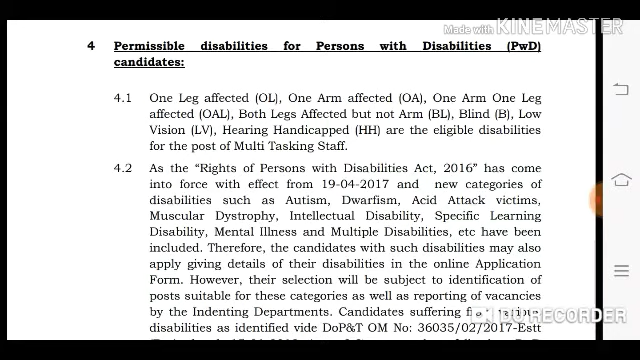 Made with KINEMASTER
4 Permissible disabilities for Persons with Disabilities (PwD)
candidates:
4.1 One Leg affected (OL), One Arm affected (OA), One Arm One Leg
affected (OAL), Both Legs Affected but not Arm (BL), Blind (B), Low
Vision (LV), Hearing Handicapped (HH) are the eligible disabilities
for the post of Multi Tasking Staff.
4.2 As the “Rights of Persons with Disabilities Act, 2016” has come
into force with effect from 19-04-2017 and new categories of
disabilities such as Autism, Dwarfism, Acid Attack victims,
Muscular Dystrophy, Intellectual Disability, Specific Learning
Disability, Mental Illness and Multiple Disabilities, etc have been
included. Therefore, the candidates with such disabilities may also
apply giving details of their disabilities in the online Application
Form. However, their selection will be subject to identification of
posts suitable for these categories as well as reporting of vacancies
by the Indenting Departments. Candidates suffering
disabilities as identified vide DoP&T OM No: 36035/02/2017-Estt
DU RECORDER